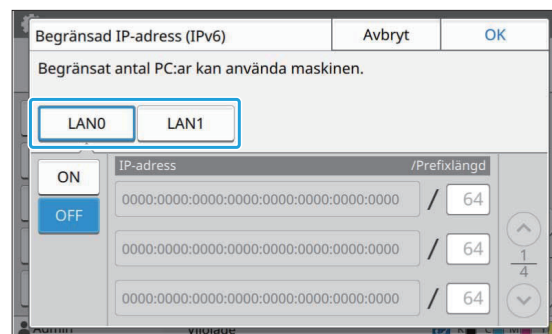 Begränsad IP-adress (IPv6) Avbryt OK
Begränsat antal PC:ar kan använda maskinen.
LAN0 LAN1
IP-adress /Prefixlängd
ON
OFF
0000:0000:0000:0000:0000:0000:0000:0000 / 64
0000:0000:0000:0000:0000:0000:0000:0000 / 64
1
4
0000:0000:0000:0000:0000:0000:0000:0000 / 64
Admin Viloläge